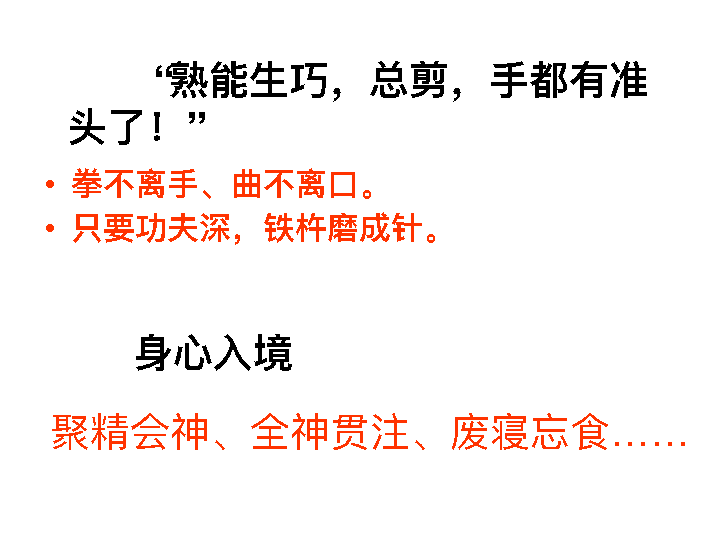 “熟能生巧，总剪，手都有准
头了！”
• 拳不离手、曲不离口。
• 只要功夫深，铁杵磨成针。
身心入境
聚精会神、全神贯注、废寝忘食……